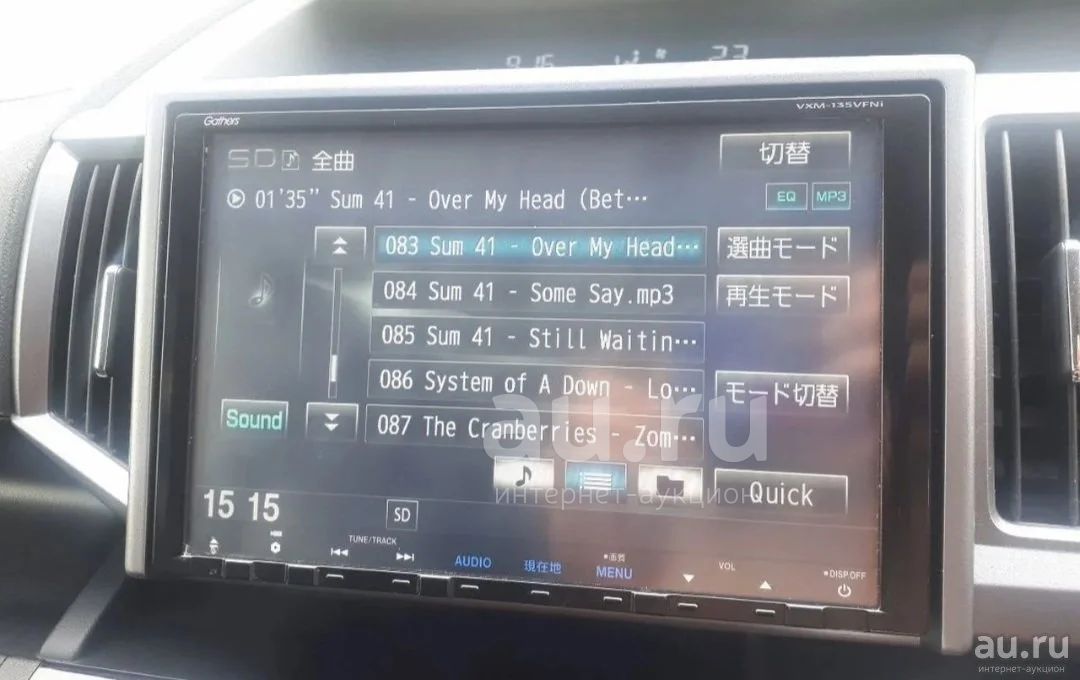 23
Gathers
VXM-135VFNi
SD 全曲
切替
01'35" Sum 41 - Over My Head (Bet…
EQ
MP3
083 Sum 41 - Over My Head…
選曲モード
084 Sum 41 - Some Say.mp3
再生モード
085 Sum 41 - Still Waitin…
086 System of A Down - Lo…
モード切替
Sound
087 The Cranberries - Zom…
au.ru
интернет-аукцион
Quick
15 15
SD
TUNE/TRACK
AUDIO
現在地
画質
MENU
VOL
DISP OFF
au.ru
интернет-аукцион